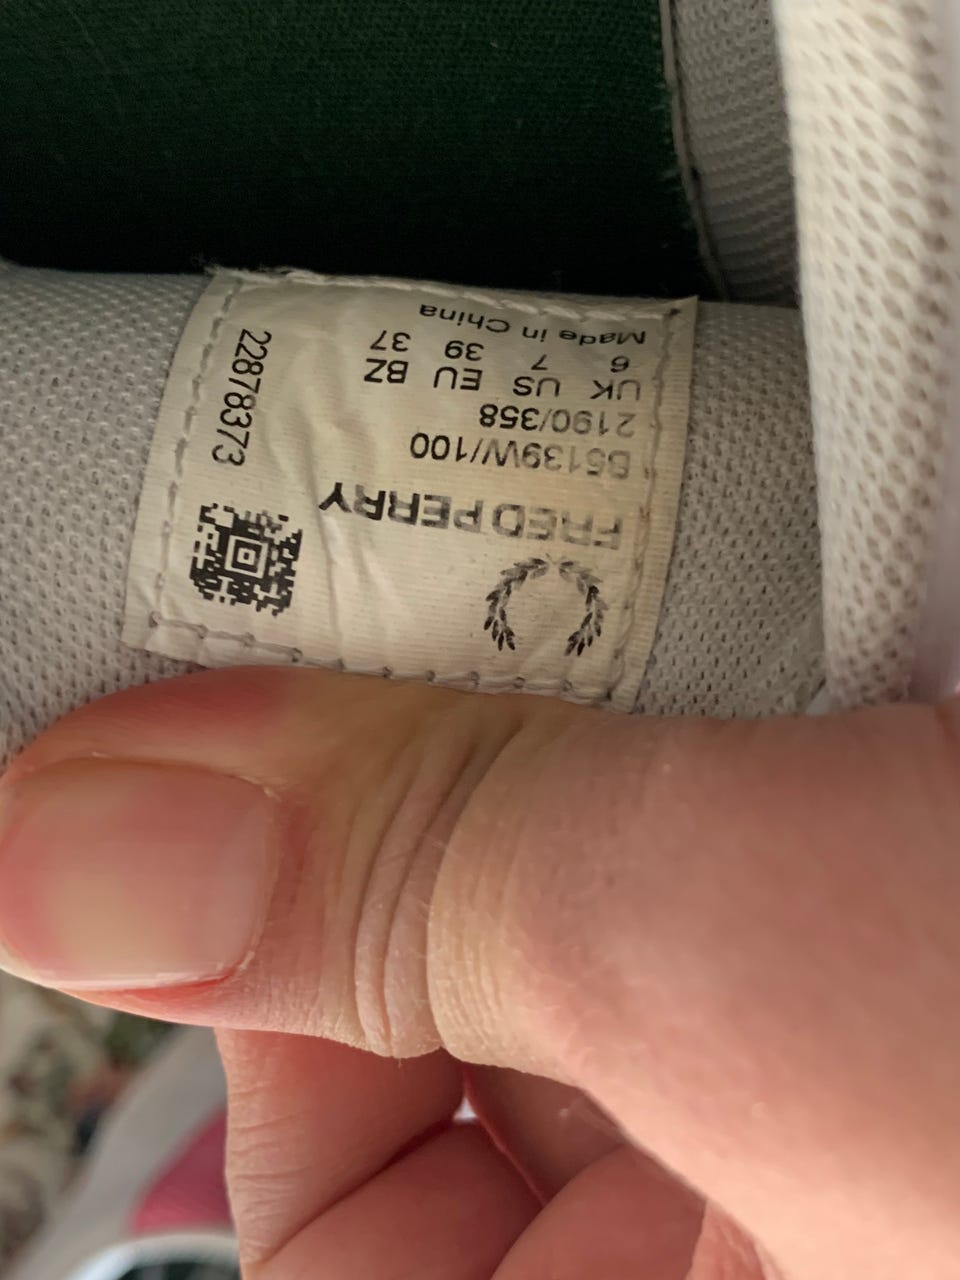 FRED PERRY
B5139W/100
2190/358
UK US EU BZ
6 7 39 37
Made in China
22878373